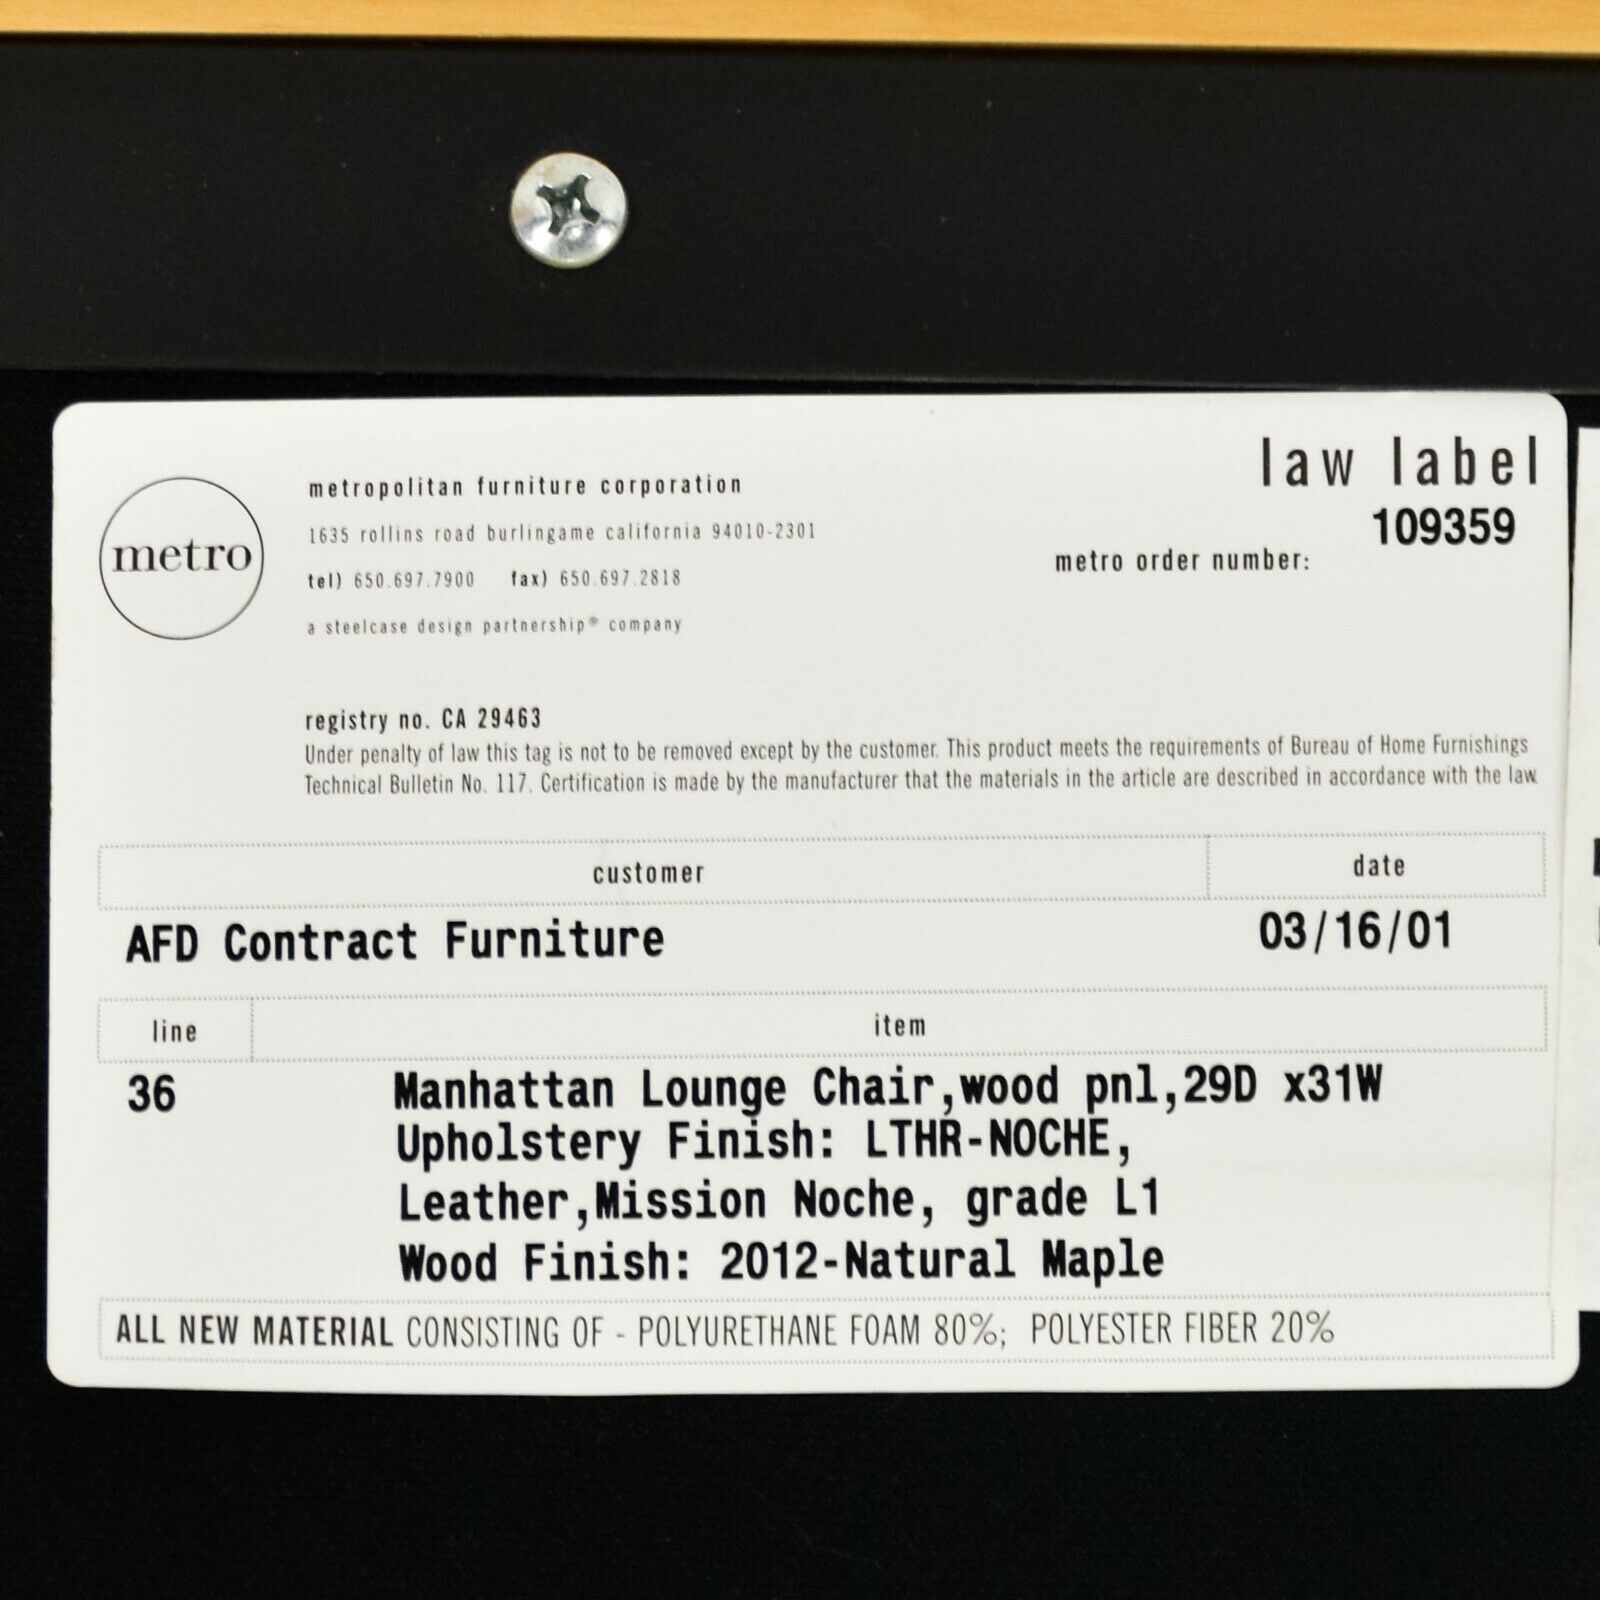 law label
metro
metropolitan furniture corporation
1635 rollins road burlingame california 94010-2301
tel) 650.697.7900 fax) 650.697.2818
a steelcase design partnership® company
109359
metro order number:
registry no. CA 29463
Under penalty of law this tag is not to be removed except by the customer. This product meets the requirements of Bureau of Home Furnishings
Technical Bulletin No. 117. Certification is made by the manufacturer that the materials in the article are described in accordance with the law.
customer date
AFD Contract Furniture 03/16/01
line item
36 Manhattan Lounge Chair,wood pnl,29D x31W
Upholstery Finish: LTHR-NOCHE,
Leather,Mission Noche, grade L1
Wood Finish: 2012-Natural Maple
ALL NEW MATERIAL CONSISTING OF - POLYURETHANE FOAM 80%; POLYESTER FIBER 20%